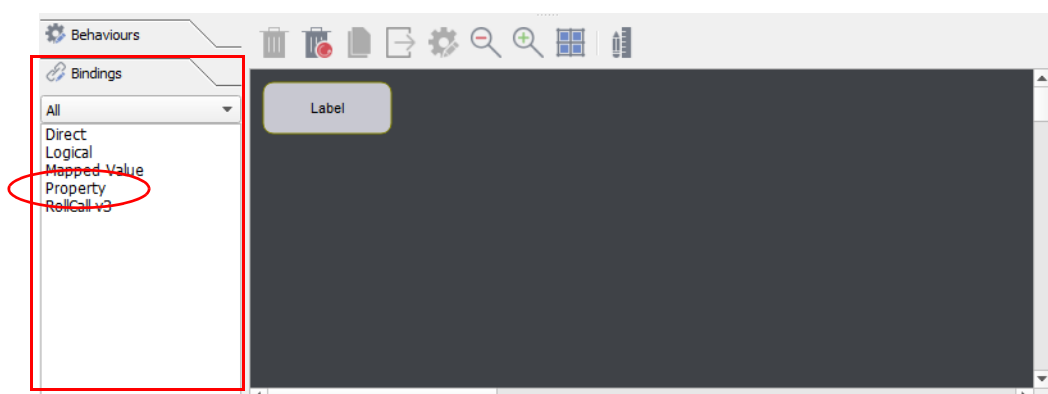 Behaviours
Bindings
All
Direct
Logical
Mapped Value
Property
RollCall v3
Label